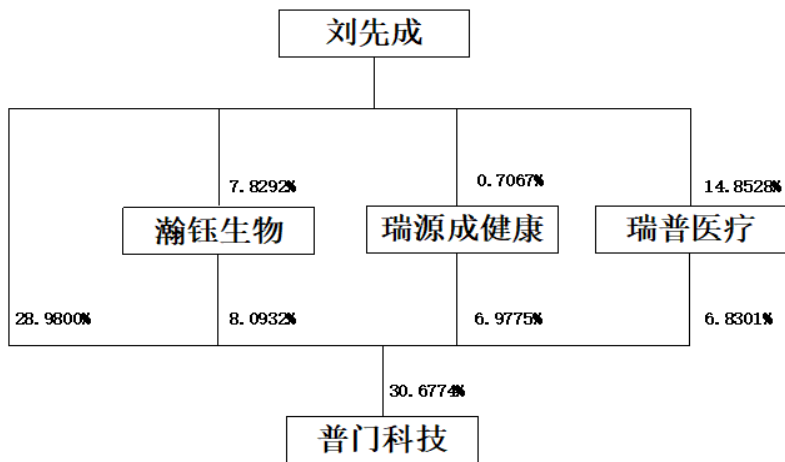 刘先成
7.8292%
0.7067%
14.8528%
瀚钰生物
瑞源成健康
瑞普医疗
28.9800%
8.0932%
6.9775%
6.8301%
30.6774%
普门科技